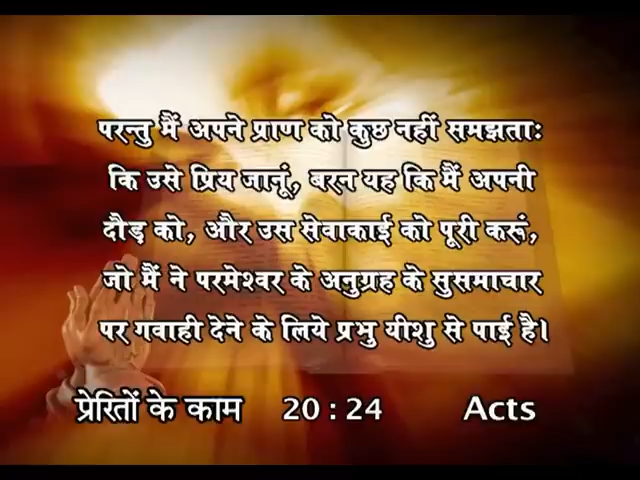 परन्तु मैं अपने प्राण को कुछ नहीं समझता:
कि उसे प्रिय जानूं, बरन यह कि मैं अपनी
दौड़ को, और उस सेवाकाई को पूरी करूं,
जो मैं ने परमेश्वर के अनुग्रह के सुसमाचार
पर गवाही देने के लिये प्रभु यीशु से पाई है।
प्रेरितों के काम 20 : 24 Acts